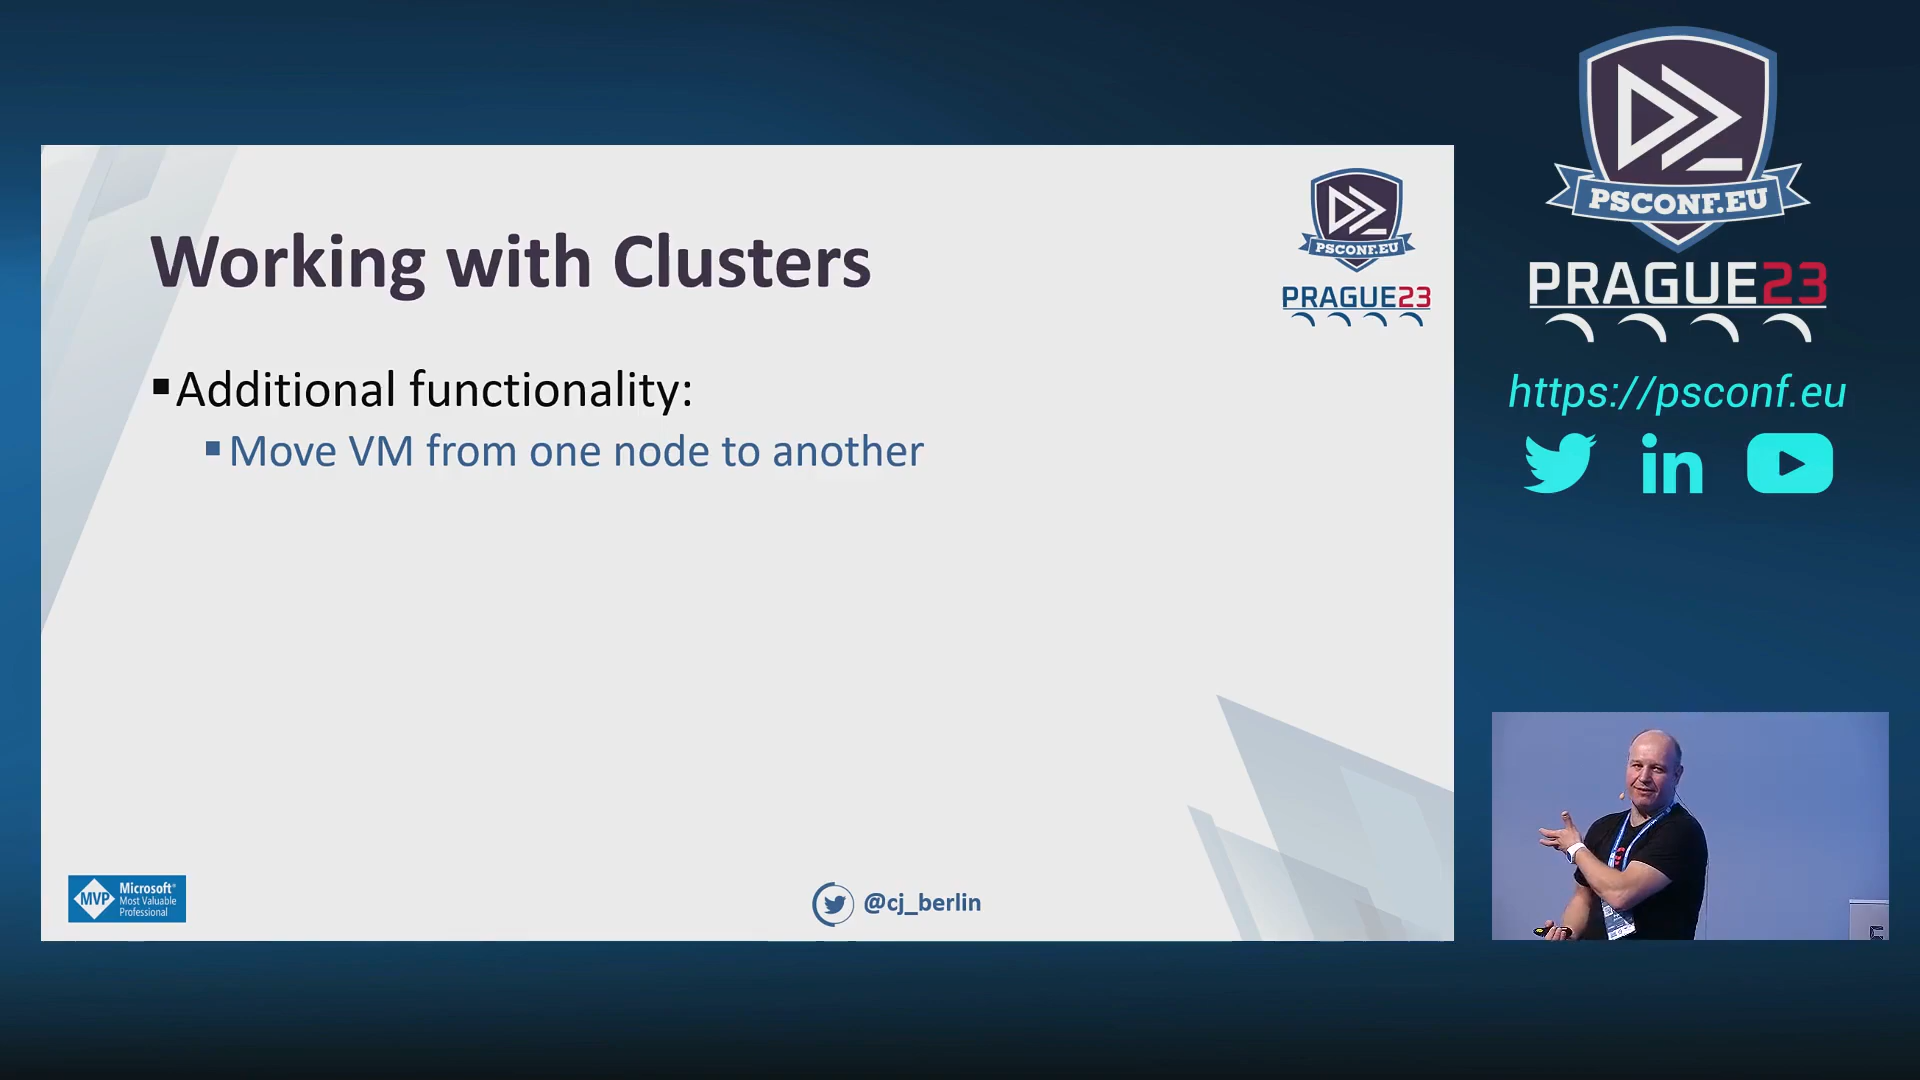 Working with Clusters
PSCONF.EU
PRAGUE23
Additional functionality:
Move VM from one node to another
MVP
Microsoft®
Most Valuable
Professional
@cj_berlin
PSCONF.EU
PRAGUE23
https://psconf.eu
in